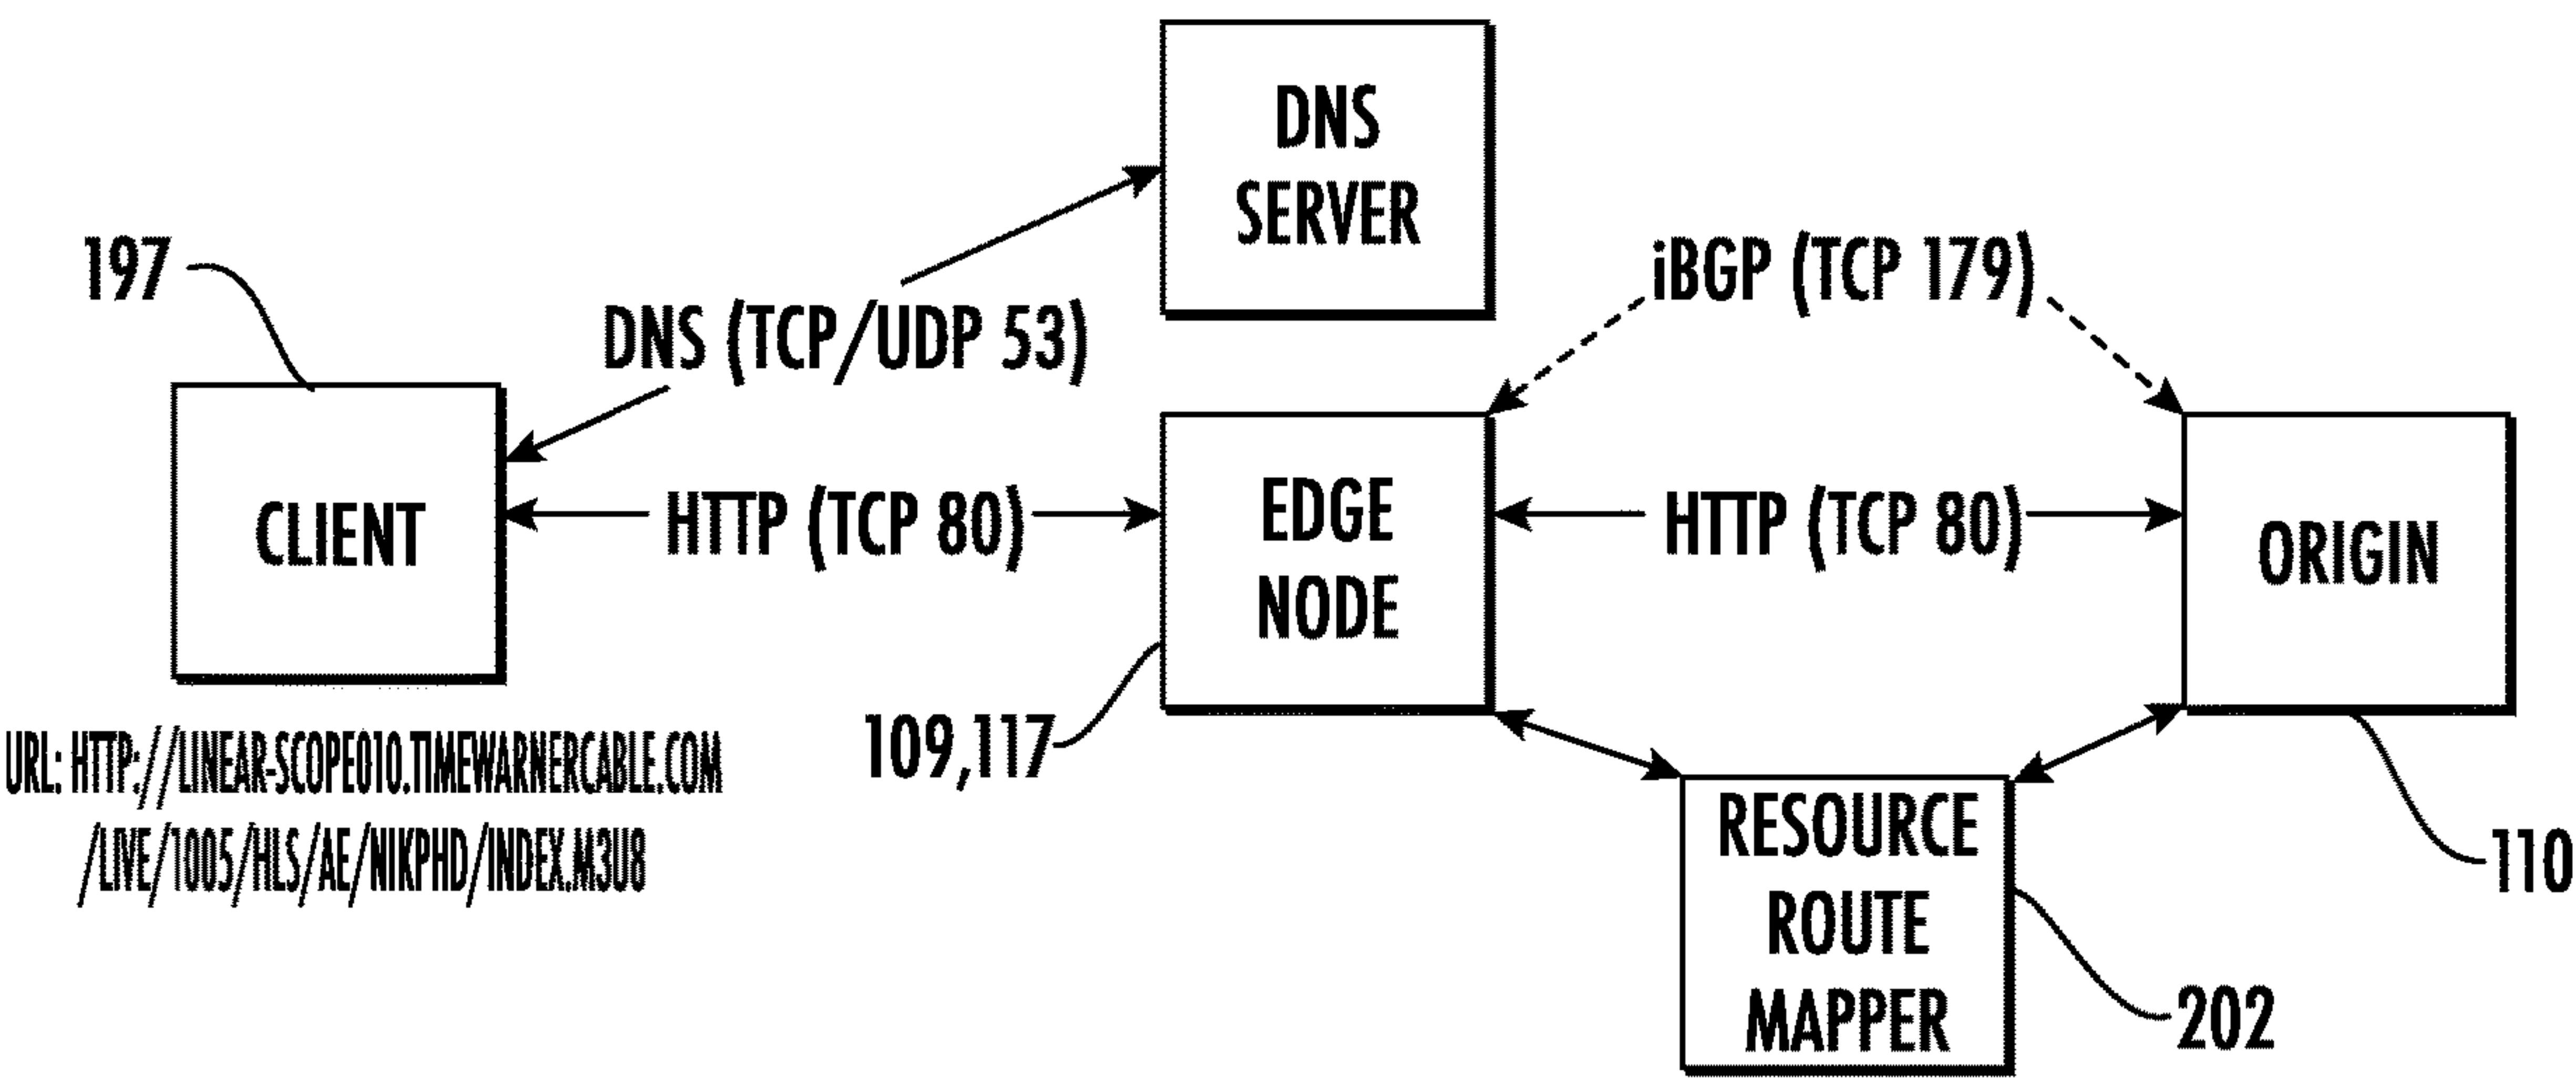 DNS
SERVER
197
iBGP (TCP 179)
DNS (TCP/UDP 53)
CLIENT
HTTP (TCP 80)
EDGE
NODE
HTTP (TCP 80)
ORIGIN
109,117
URL: HTTP://LINEAR-SCOPE010.TIMEWARNERCABLE.COM
/LIVE/1005/HLS/AE/NIKPHD/INDEX.M3U8
RESOURCE
ROUTE
MAPPER
110
202